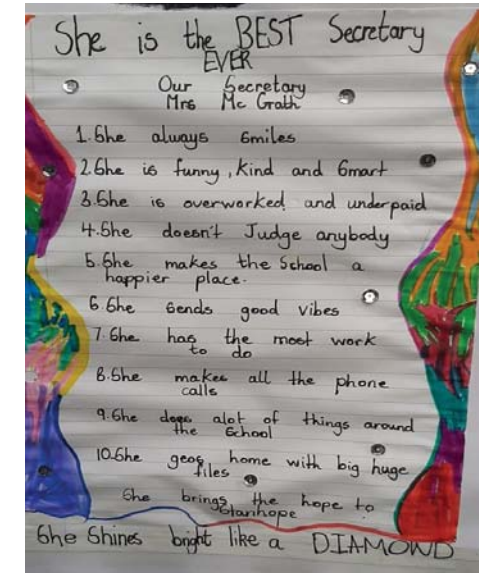 She is the BEST Secretary
EVER
Our Secretary
Mrs Mc Grath
1. She always smiles
2. She is funny, kind and smart
3. She is overworked and underpaid
4. She doesn't Judge anybody
5. She makes the School a
happier place.
6. She sends good vibes
7. She has the most work
to do
8. She makes all the phone
calls
9. She does alot of things around
the School
10. She geos home with big huge
files
She brings the hope to
Stanhope
She Shines bright like a DIAMOND